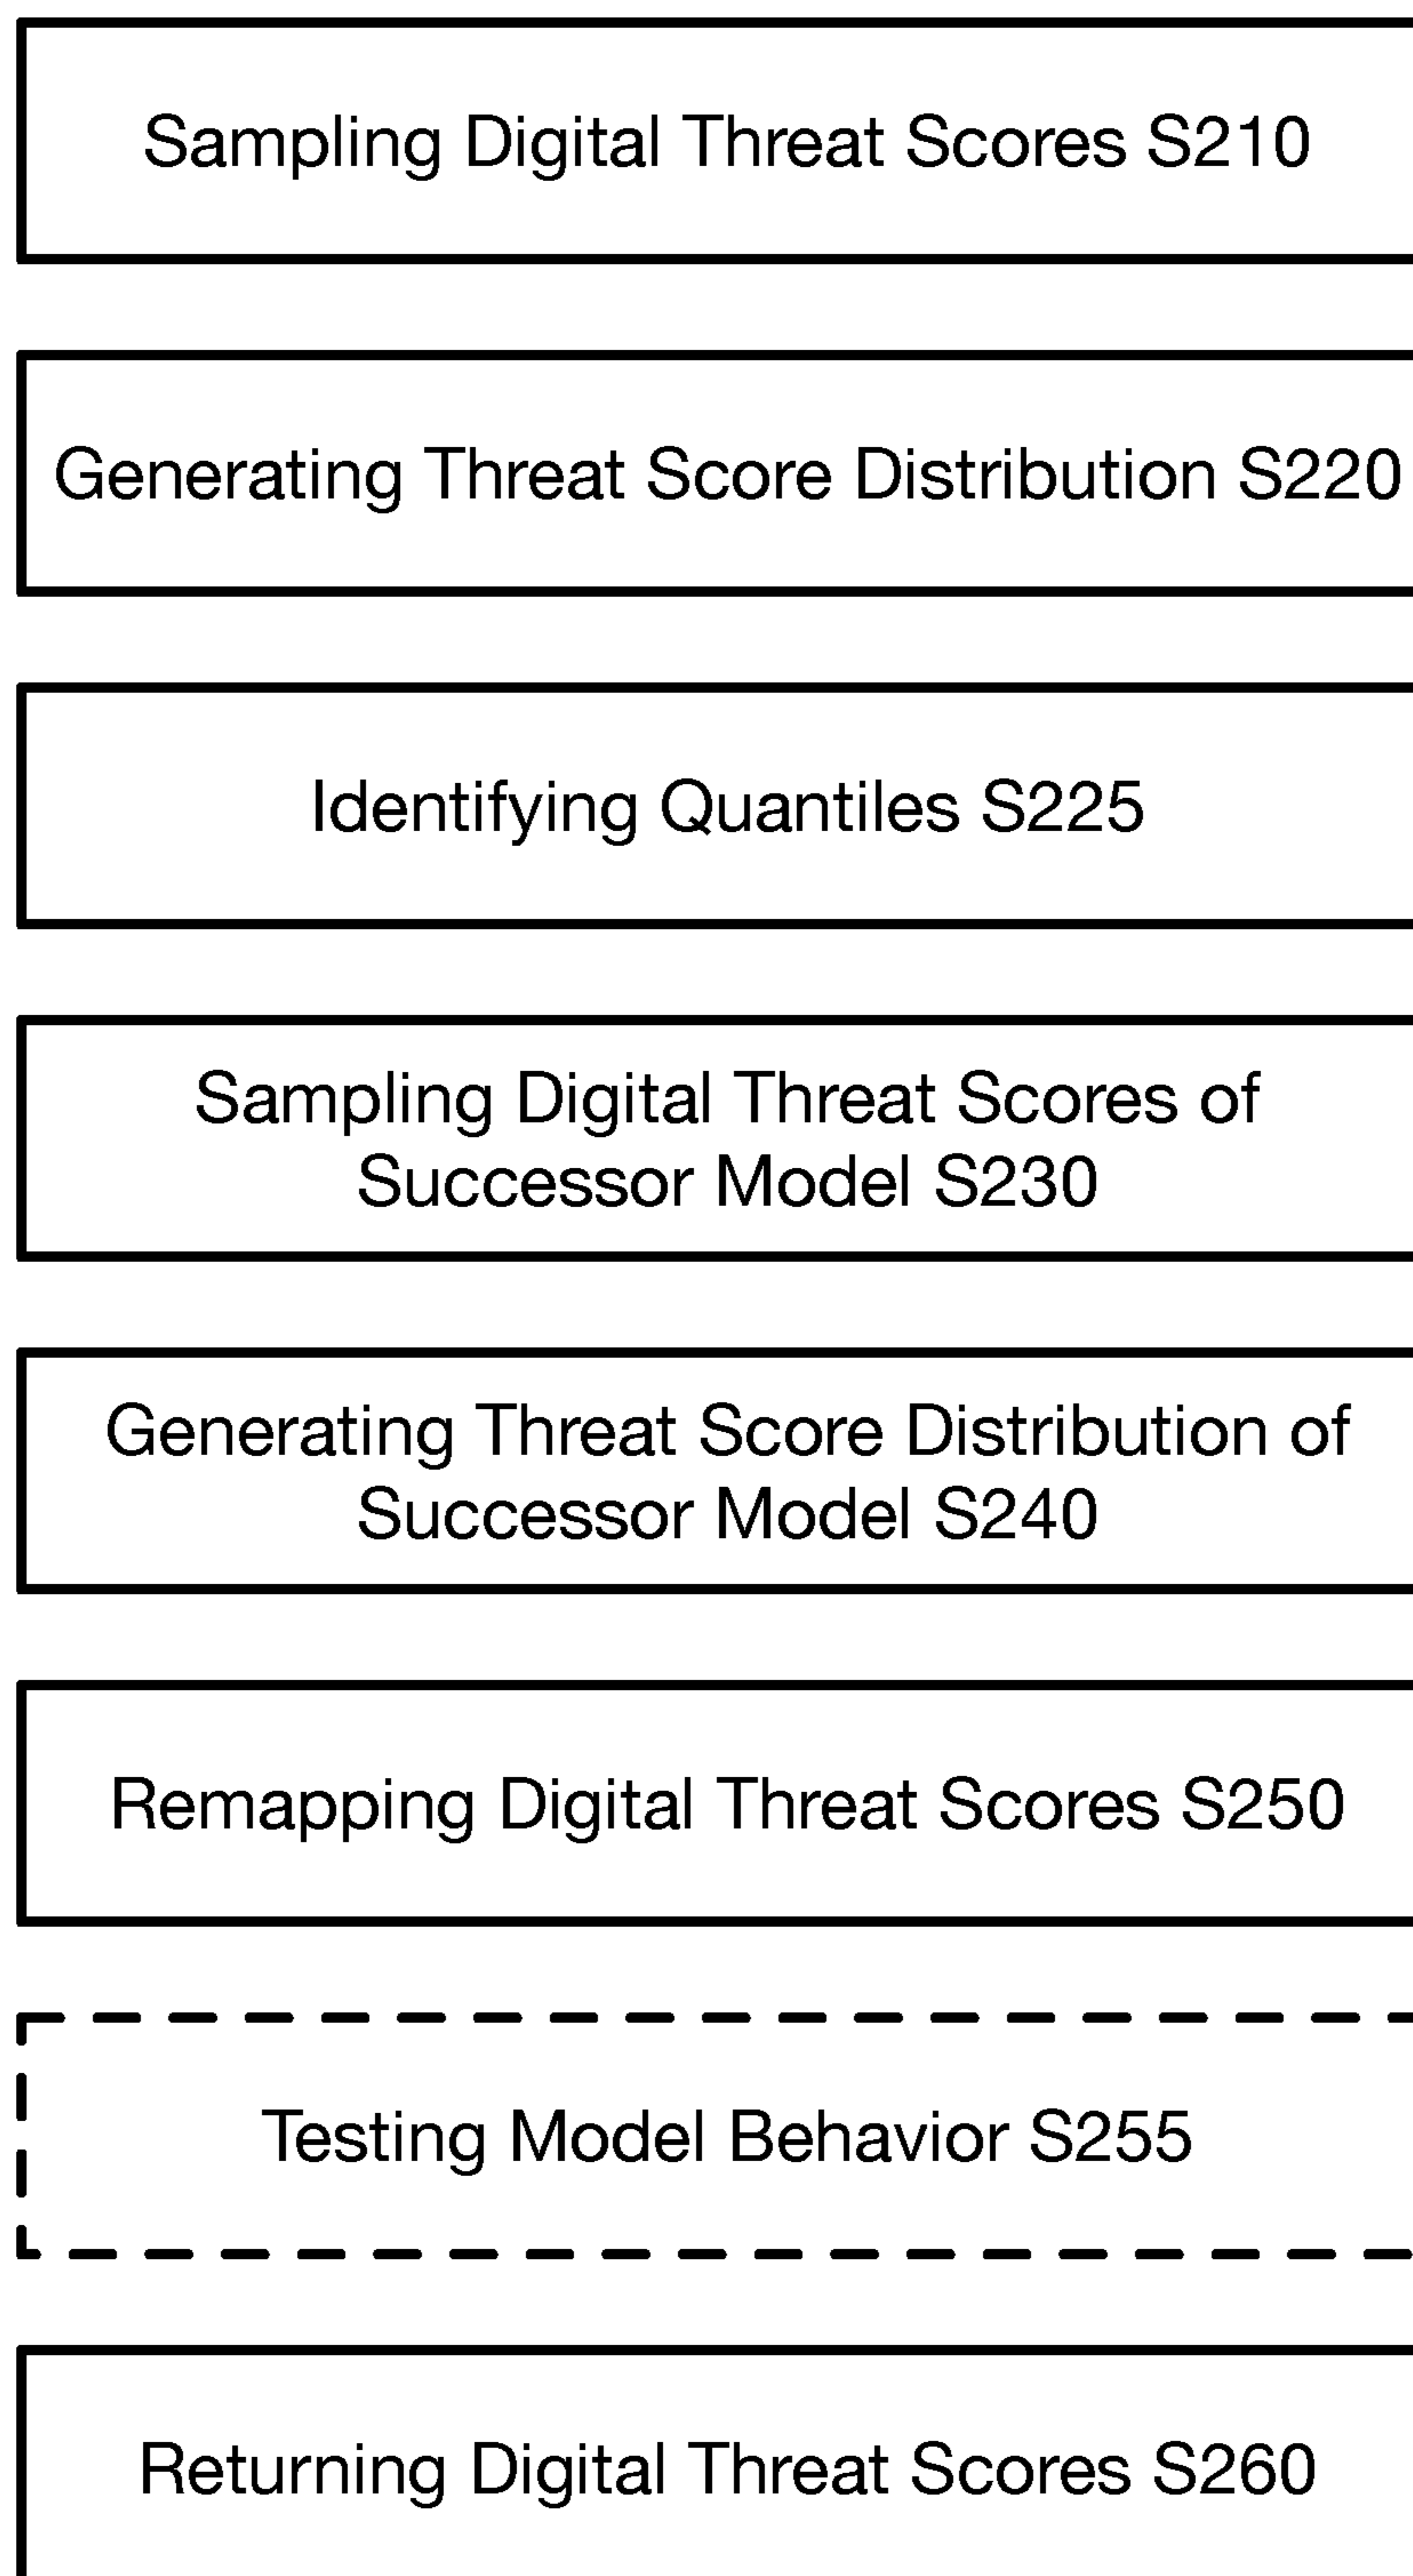 Sampling Digital Threat Scores S210
Generating Threat Score Distribution S220
Identifying Quantiles S225
Sampling Digital Threat Scores of
Successor Model S230
Generating Threat Score Distribution of
Successor Model S240
Remapping Digital Threat Scores S250
Testing Model Behavior S255
Returning Digital Threat Scores S260